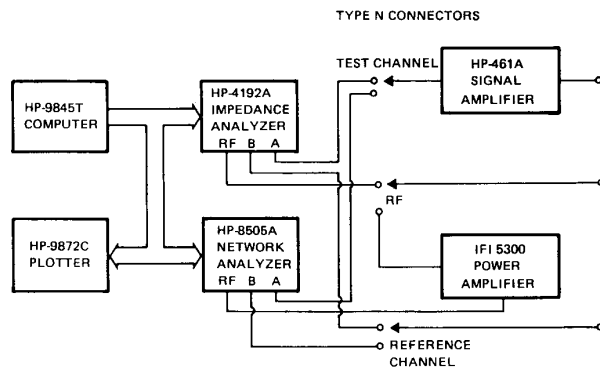 TYPE N CONNECTORS
TEST CHANNEL
HP-461A
SIGNAL
AMPLIFIER
HP-9845T
COMPUTER
HP-4192A
IMPEDANCE
ANALYZER
RF B A
RF
HP-9872C
PLOTTER
HP-8505A
NETWORK
ANALYZER
RF B A
IFI 5300
POWER
AMPLIFIER
REFERENCE
CHANNEL